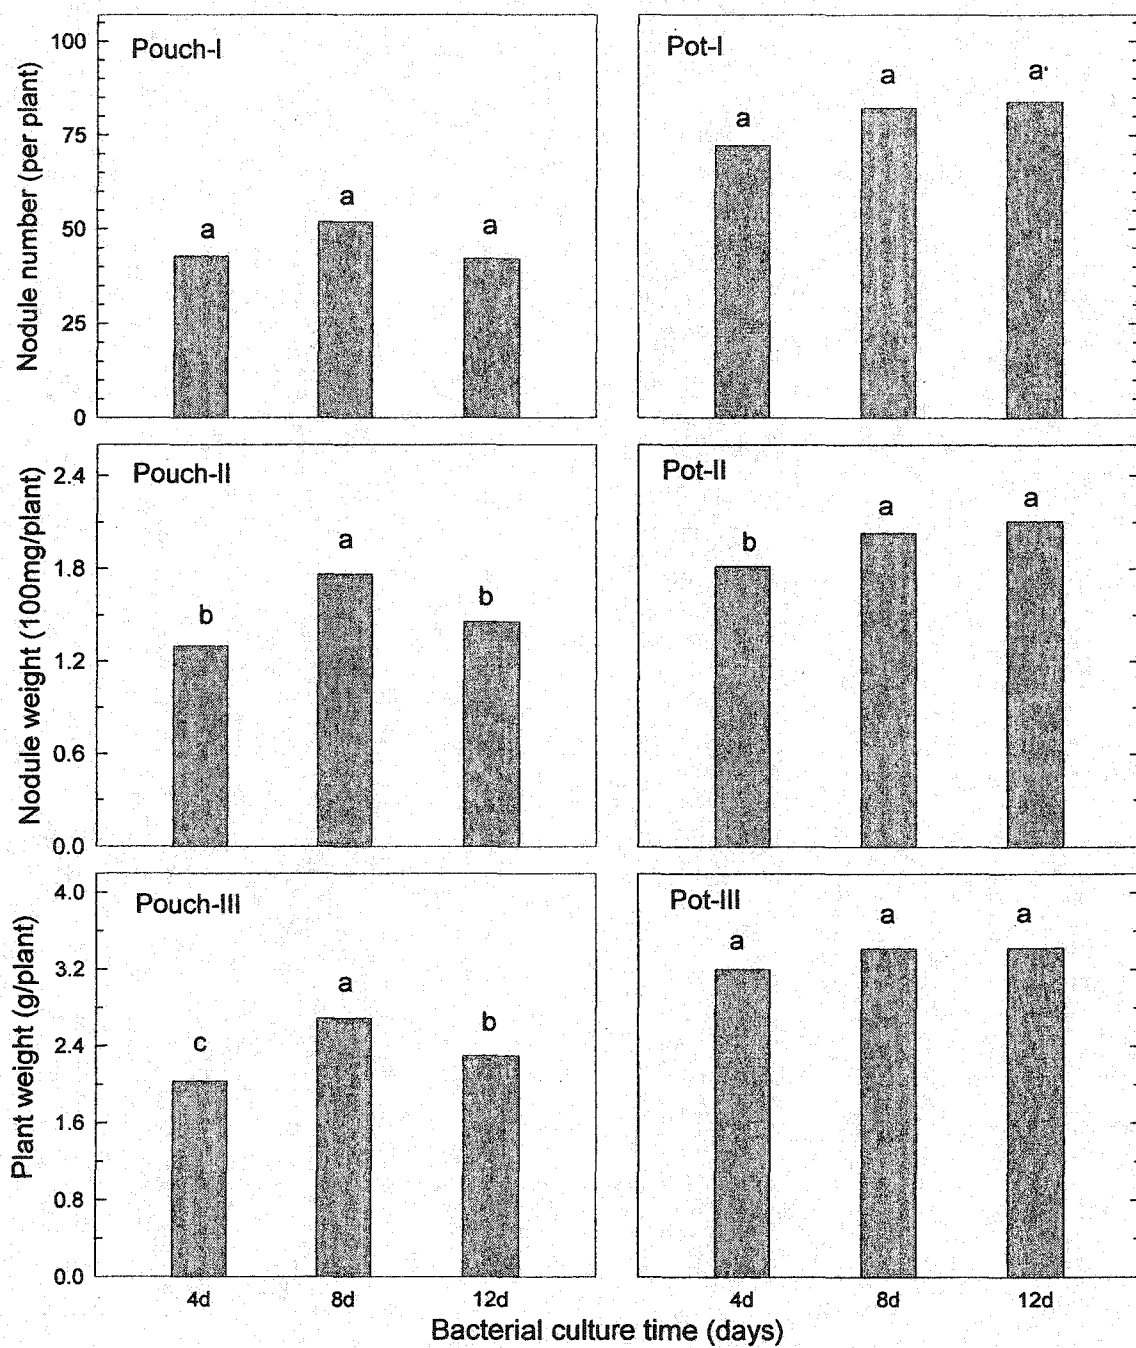 Pouch-I
Pot-I
Nodule number (per plant)
100
75
50
25
0
a
a
a
a
a
a
Pouch-II
Pot-II
Nodule weight (100mg/plant)
2.4
1.8
1.2
0.6
0.0
b
a
b
b
a
a
Pouch-III
Pot-III
Plant weight (g/plant)
4.0
3.2
2.4
1.6
0.8
0.0
c
a
b
a
a
a
4d
8d
12d
4d
8d
12d
Bacterial culture time (days)